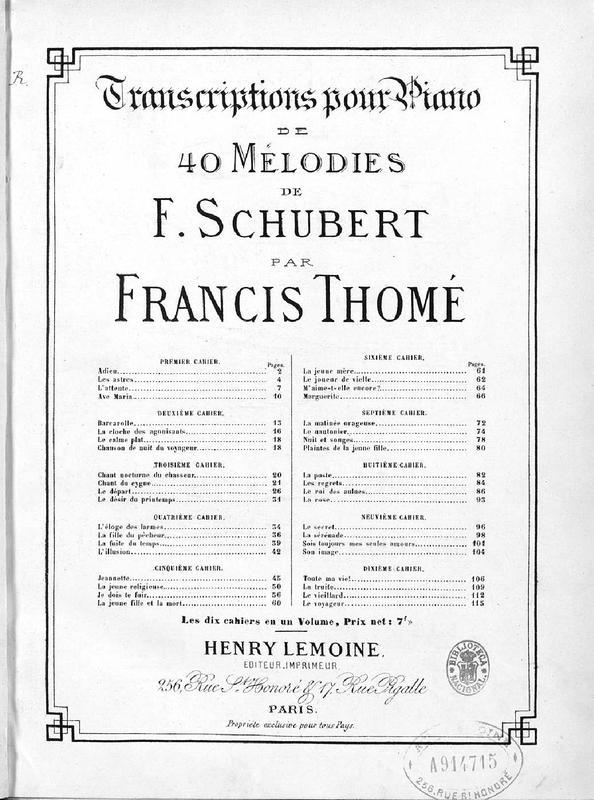 R
Transcriptions pour Piano
DE
40 MÉLODIES
DE
F. SCHUBERT
PAR
FRANCIS THOMÉ
PREMIER CAHIER.
Pages.
Adieu 2
Les astres 4
L'attente 7
Ave Maria 10
DEUXIÈME CAHIER.
Barcarolle 13
La cloche des agonisants 16
Le calme plat 18
Chanson de nuit du voyageur 18
TROISIÈME CAHIER.
Chant nocturne du chasseur 20
Chant du cygne 21
Le départ 26
Le désir du printemps 31
QUATRIÈME CAHIER.
L'éloge des larmes 34
La fille du pêcheur 36
La fuite du temps 39
L'illusion 42
CINQUIÈME CAHIER.
Jeannette 45
La jeune religieuse 50
Je dois te fuir 56
La jeune fille et la mort 60
SIXIÈME CAHIER.
Pages.
La jeune mère 61
Le joueur de vielle 62
M'aime-t-elle encore? 64
Marguerite 66
SEPTIÈME CAHIER.
La matinée orageuse 72
Le nautonier 74
Nuit et songes 78
Plaintes de la jeune fille 80
HUITIÈME CAHIER.
La poste 82
Les regrets 84
Le roi des aulnes 86
La rose 93
NEUVIÈME CAHIER.
Le secret 96
La sérénade 98
Sois toujours mes seules amours 101
Son image 104
DIXIÈME CAHIER.
Toute ma vie! 106
La truite 109
Le vieillard 112
Le voyageur 115
Les dix cahiers en un Volume, Prix net: 7f »
HENRY LEMOINE,
EDITEUR, IMPRIMEUR,
256, Rue St. Honoré & 17, Rue Pigalle
PARIS.
Propriété exclusive pour tous Pays.
BIBLIOTECA NACIONAL
A914715
256, RUE St HONORÉ